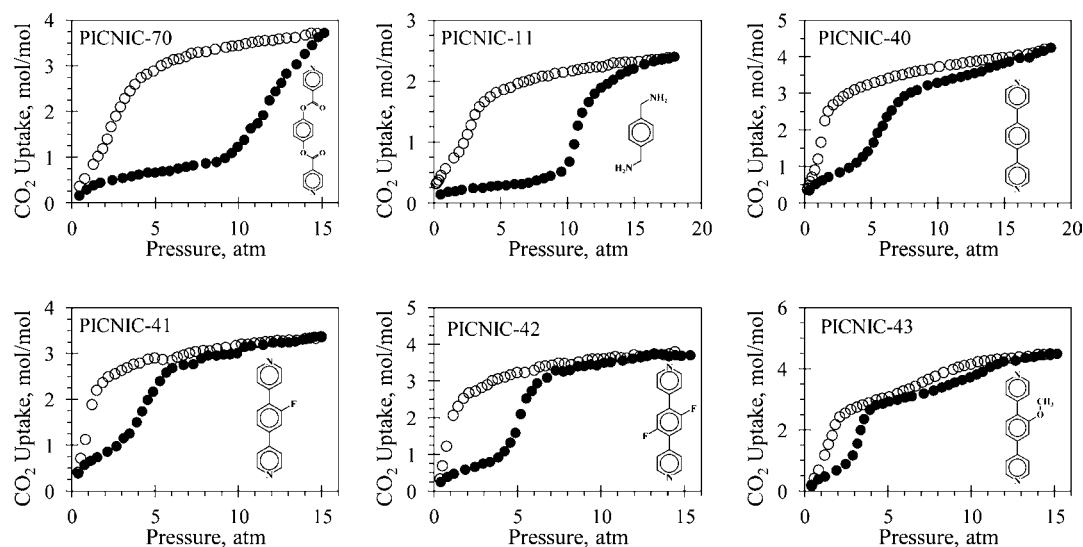 PICNIC-70
CO2 Uptake, mol/mol
4
3
2
1
0
0 5 10 15
Pressure, atm
N
O O
O O
N
PICNIC-11
CO2 Uptake, mol/mol
3
2
1
0
0 5 10 15 20
Pressure, atm
NH2
H2N
PICNIC-40
CO2 Uptake, mol/mol
5
4
3
2
1
0
0 5 10 15 20
Pressure, atm
N
N
PICNIC-41
CO2 Uptake, mol/mol
4
3
2
1
0
0 5 10 15
Pressure, atm
N
F
N
PICNIC-42
CO2 Uptake, mol/mol
5
4
3
2
1
0
0 5 10 15
Pressure, atm
N
F
F
N
PICNIC-43
CO2 Uptake, mol/mol
6
4
2
0
0 5 10 15
Pressure, atm
N
CH3
O
N